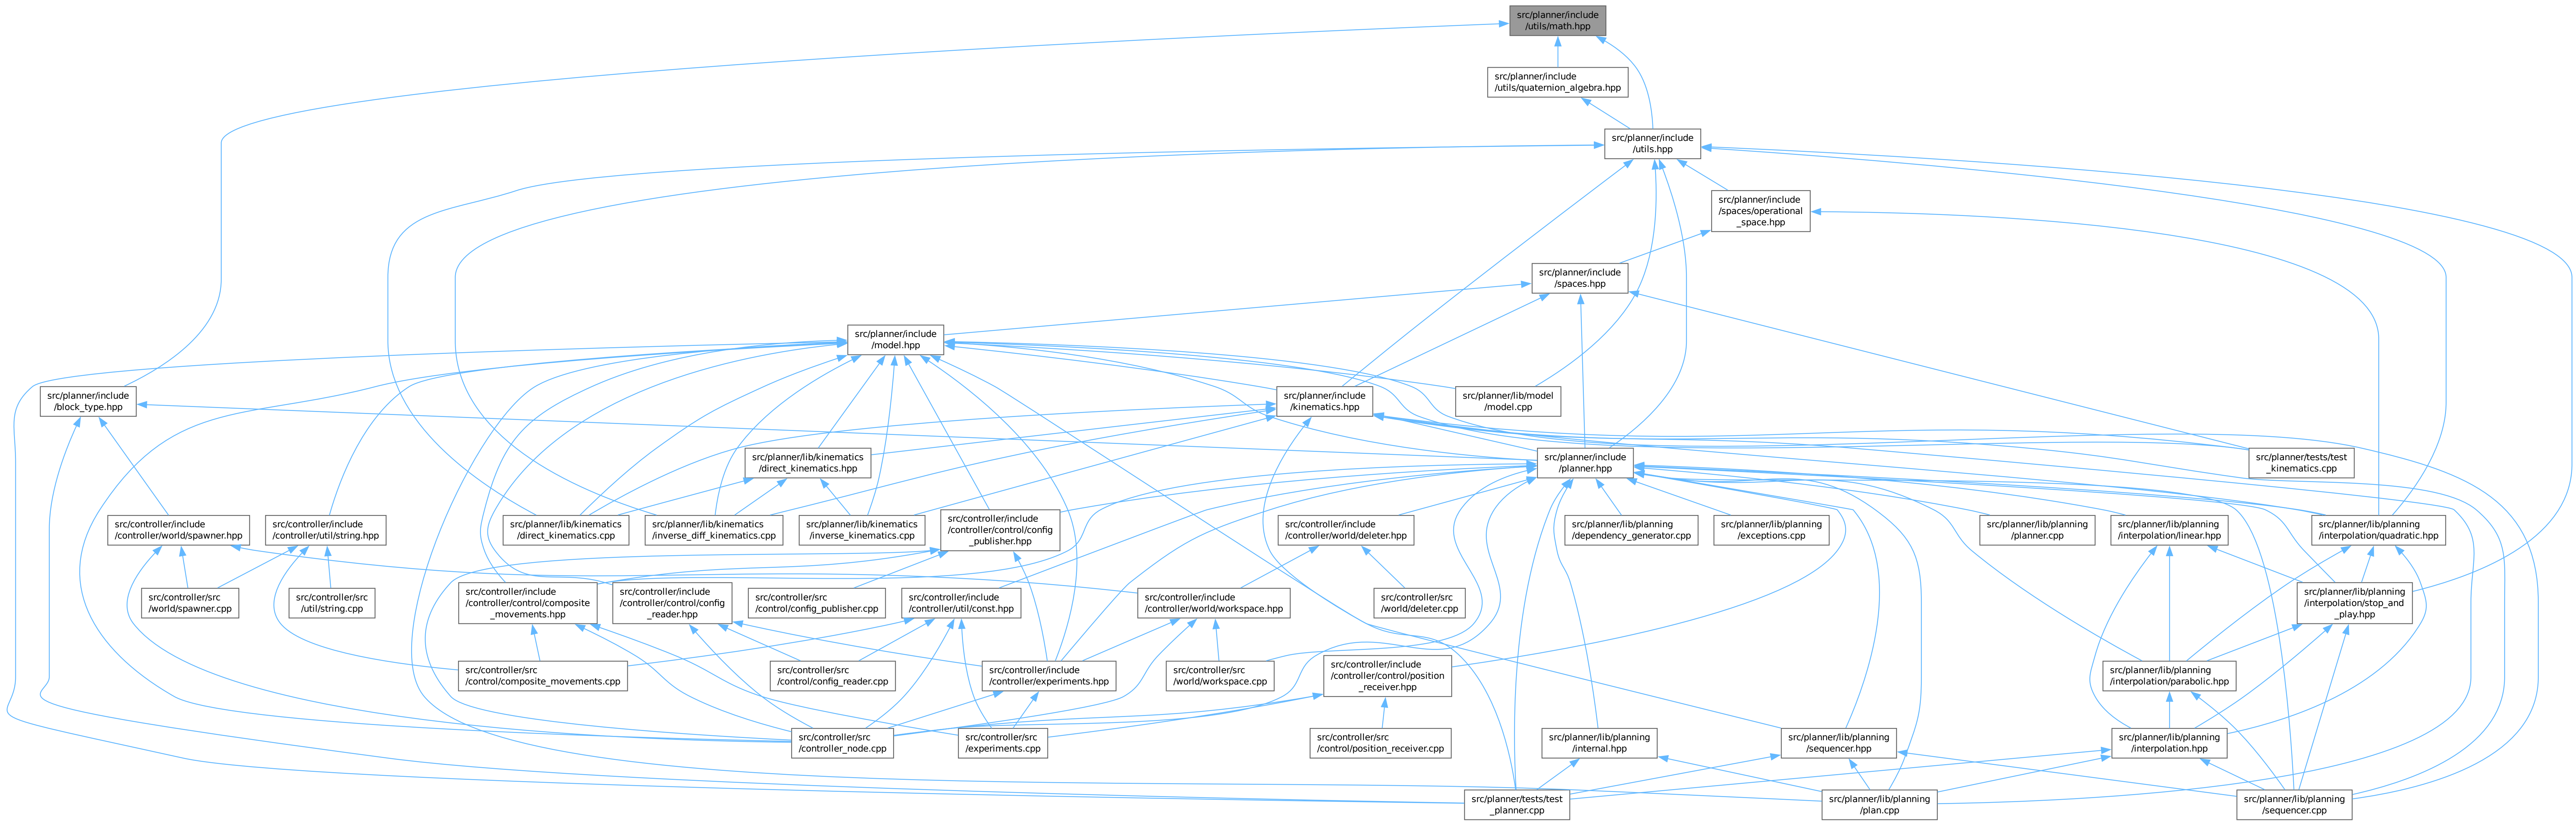 src/planner/include
/utils/math.hpp
src/planner/include
/utils/quaternion_algebra.hpp
src/planner/include
/utils.hpp
src/planner/include
/spaces/operational
_space.hpp
src/planner/include
/spaces.hpp
src/planner/include
/model.hpp
src/planner/include
/block_type.hpp
src/planner/include
/kinematics.hpp
src/planner/lib/model
/model.cpp
src/planner/lib/kinematics
/direct_kinematics.hpp
src/planner/include
/planner.hpp
src/planner/tests/test
_kinematics.cpp
src/controller/include
/controller/world/spawner.hpp
src/controller/include
/controller/util/string.hpp
src/planner/lib/kinematics
/direct_kinematics.cpp
src/planner/lib/kinematics
/inverse_diff_kinematics.cpp
src/planner/lib/kinematics
/inverse_kinematics.cpp
src/controller/include
/controller/control/config
_publisher.hpp
src/controller/include
/controller/world/deleter.hpp
src/planner/lib/planning
/dependency_generator.cpp
src/planner/lib/planning
/exceptions.cpp
src/planner/lib/planning
/planner.cpp
src/planner/lib/planning
/interpolation/linear.hpp
src/planner/lib/planning
/interpolation/quadratic.hpp
src/controller/src
/world/spawner.cpp
src/controller/src
/util/string.cpp
src/controller/include
/controller/control/composite
_movements.hpp
src/controller/include
/controller/control/config
_reader.hpp
src/controller/src
/control/config_publisher.cpp
src/controller/include
/controller/util/const.hpp
src/controller/include
/controller/world/workspace.hpp
src/controller/src
/world/deleter.cpp
src/planner/lib/planning
/interpolation/stop_and
_play.hpp
src/controller/src
/control/composite_movements.cpp
src/controller/src
/control/config_reader.cpp
src/controller/include
/controller/experiments.hpp
src/controller/src
/world/workspace.cpp
src/controller/include
/controller/control/position
_receiver.hpp
src/planner/lib/planning
/interpolation/parabolic.hpp
src/controller/src
/controller_node.cpp
src/controller/src
/experiments.cpp
src/controller/src
/control/position_receiver.cpp
src/planner/lib/planning
/internal.hpp
src/planner/lib/planning
/sequencer.hpp
src/planner/lib/planning
/interpolation.hpp
src/planner/tests/test
_planner.cpp
src/planner/lib/planning
/plan.cpp
src/planner/lib/planning
/sequencer.cpp